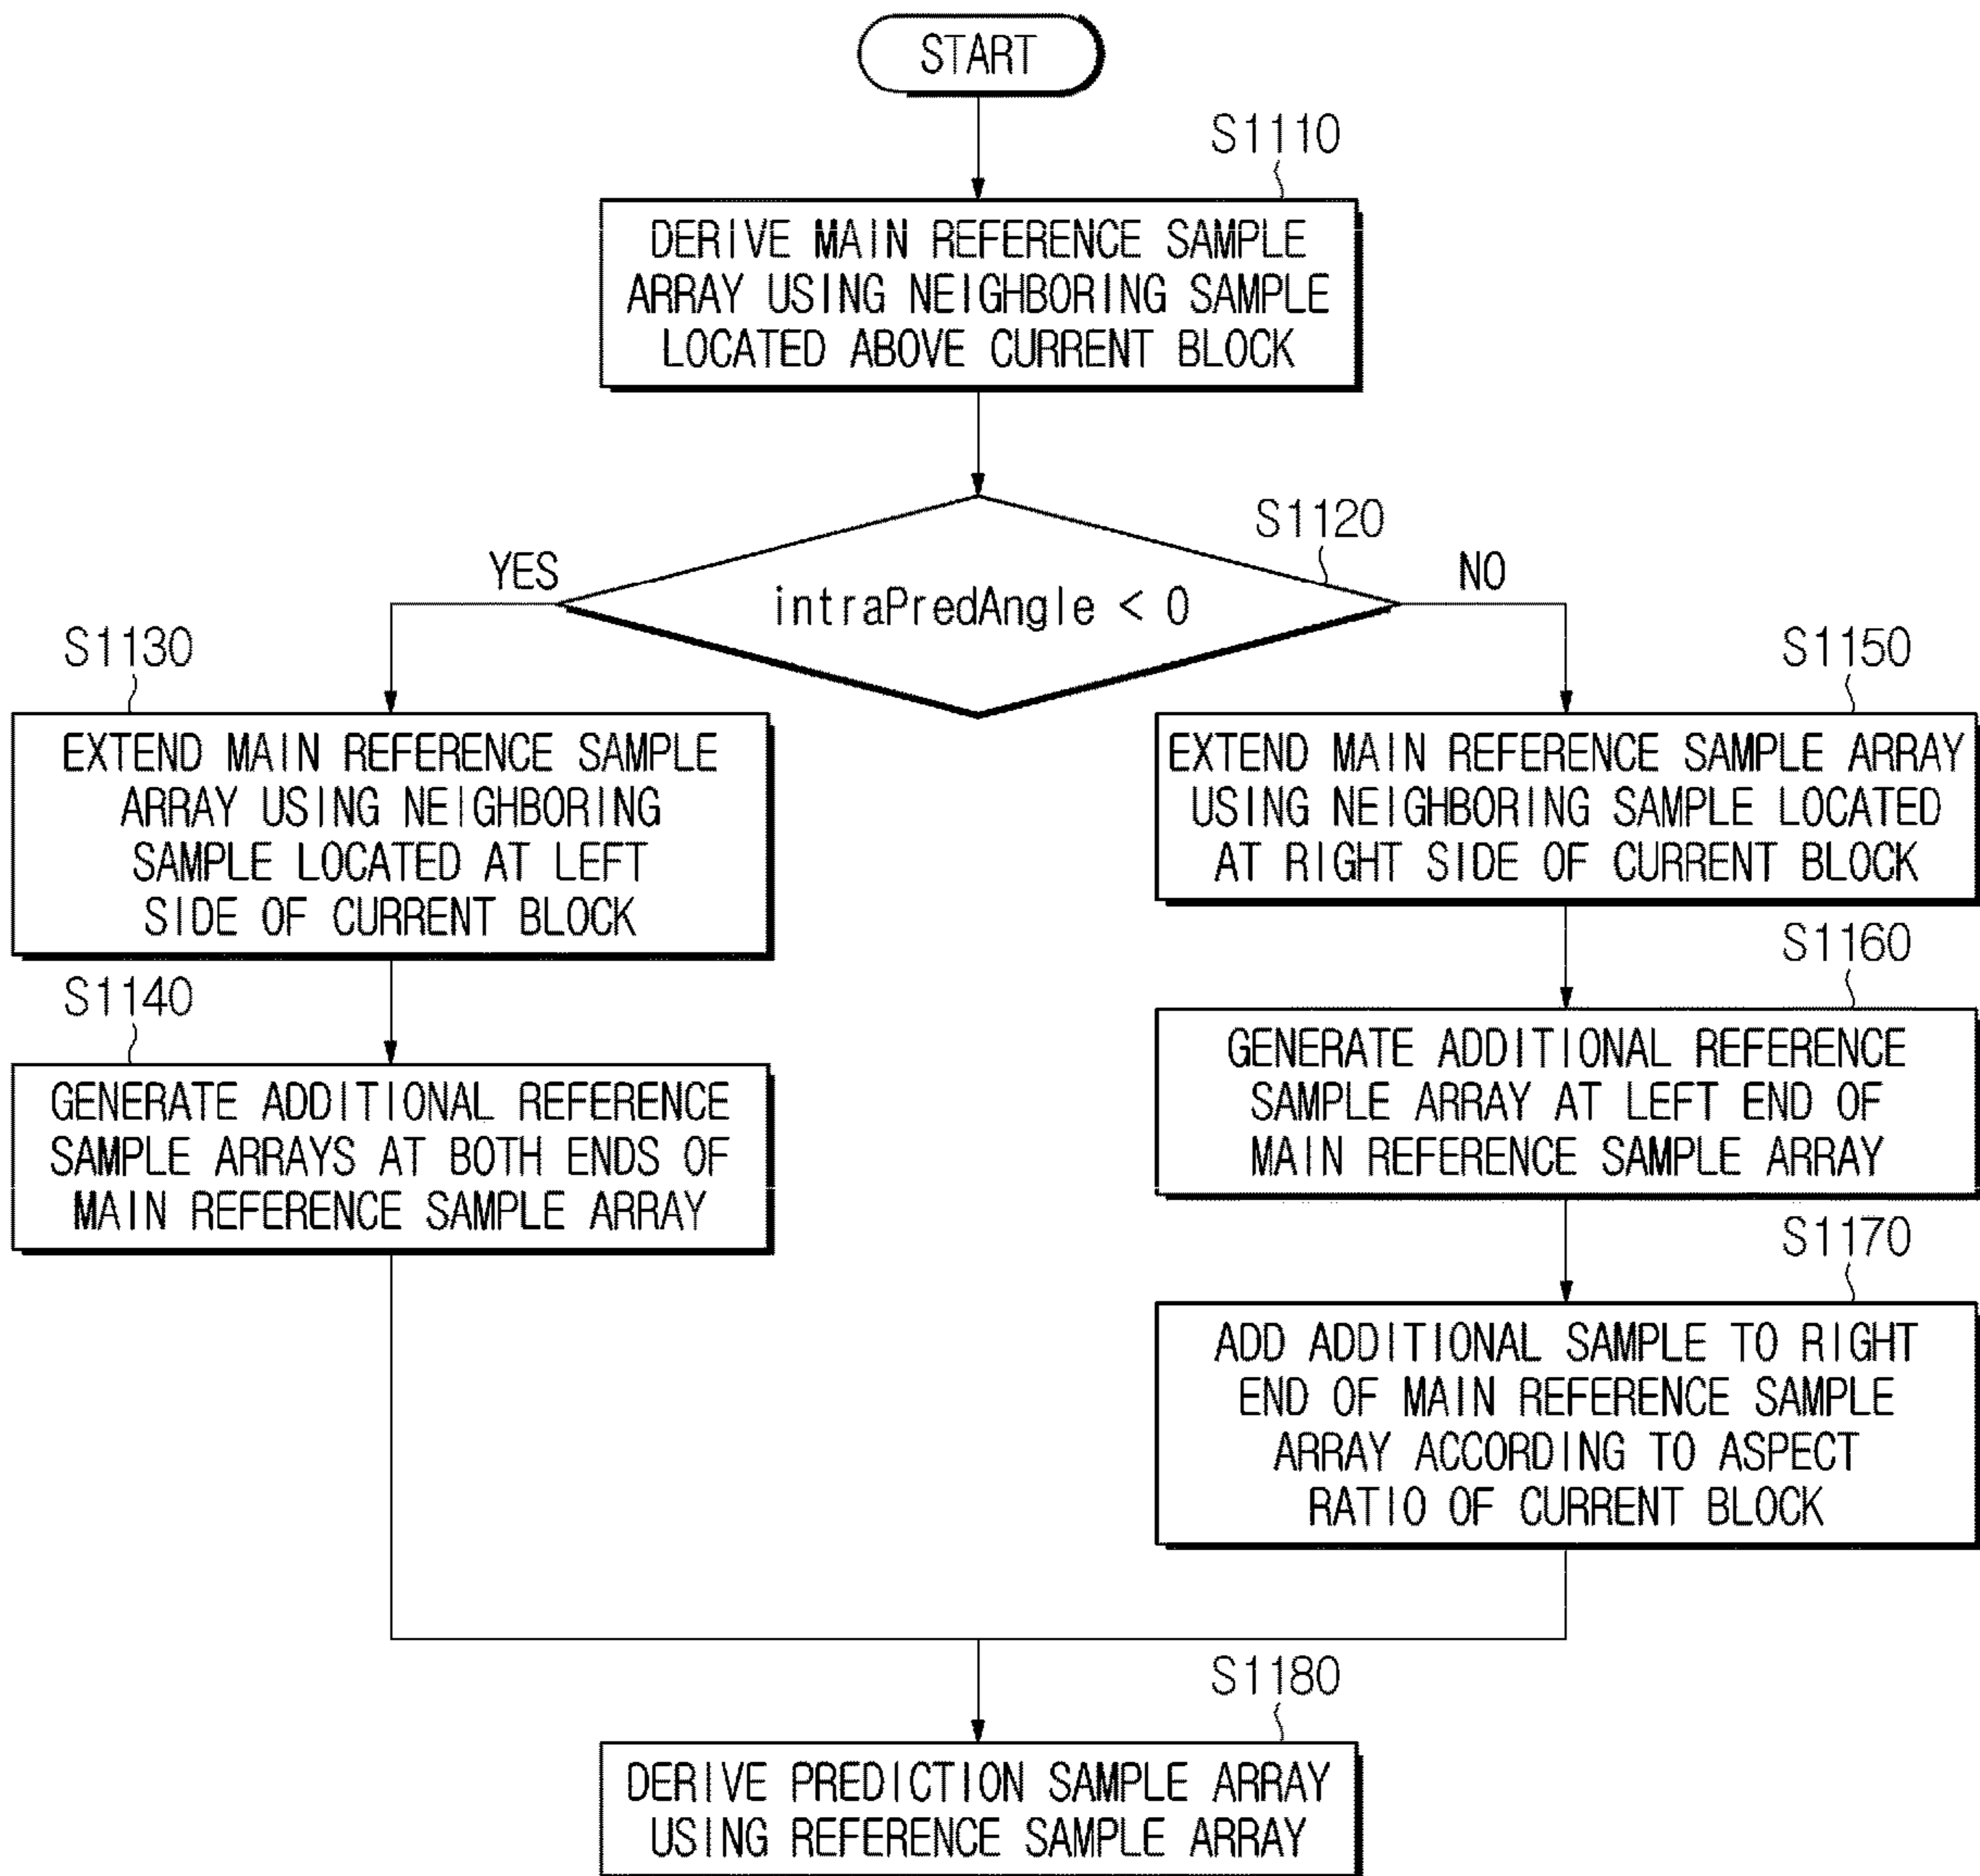 START
S1110
DERIVE MAIN REFERENCE SAMPLE
ARRAY USING NEIGHBORING SAMPLE
LOCATED ABOVE CURRENT BLOCK
S1120
YES
intraPredAngle < 0
NO
S1130
EXTEND MAIN REFERENCE SAMPLE
ARRAY USING NEIGHBORING
SAMPLE LOCATED AT LEFT
SIDE OF CURRENT BLOCK
S1140
GENERATE ADDITIONAL REFERENCE
SAMPLE ARRAYS AT BOTH ENDS OF
MAIN REFERENCE SAMPLE ARRAY
S1150
EXTEND MAIN REFERENCE SAMPLE ARRAY
USING NEIGHBORING SAMPLE LOCATED
AT RIGHT SIDE OF CURRENT BLOCK
S1160
GENERATE ADDITIONAL REFERENCE
SAMPLE ARRAY AT LEFT END OF
MAIN REFERENCE SAMPLE ARRAY
S1170
ADD ADDITIONAL SAMPLE TO RIGHT
END OF MAIN REFERENCE SAMPLE
ARRAY ACCORDING TO ASPECT
RATIO OF CURRENT BLOCK
S1180
DERIVE PREDICTION SAMPLE ARRAY
USING REFERENCE SAMPLE ARRAY